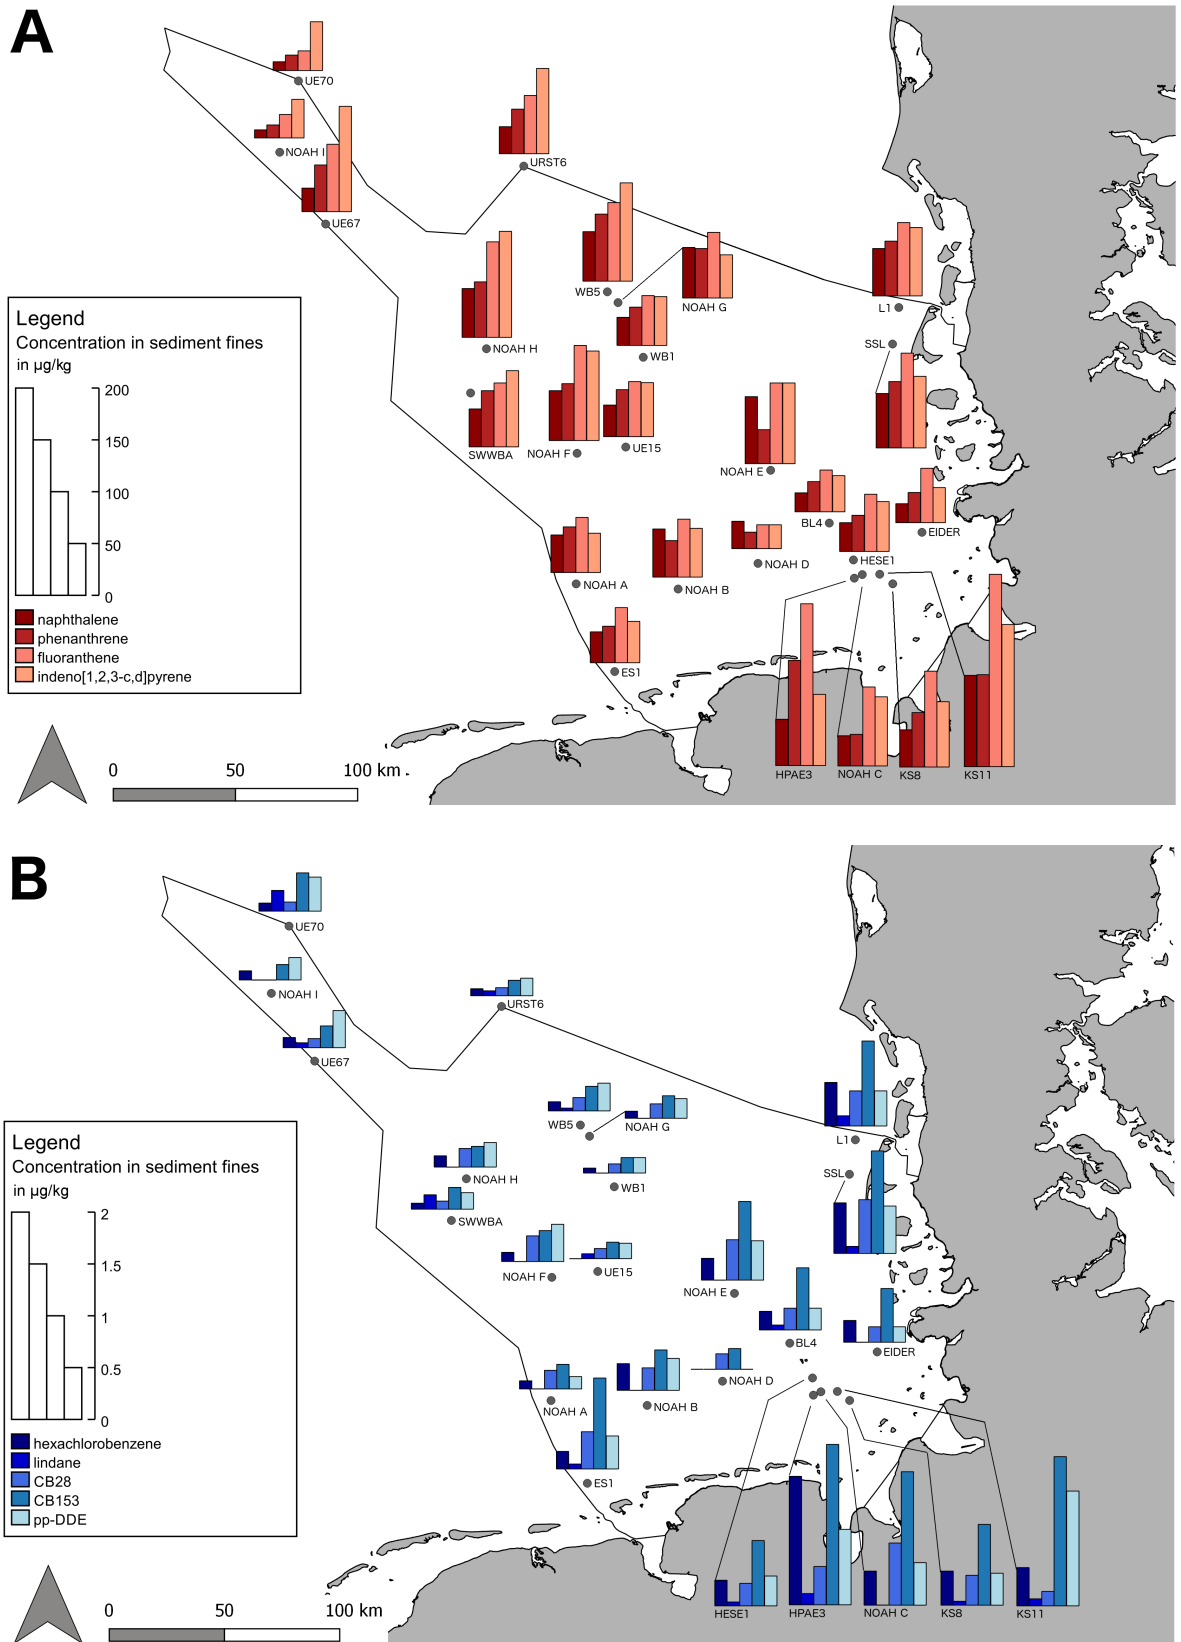 A
UE70
NOAH I
URST6
UE67
WB5
NOAH G
L1
NOAH H
WB1
SSL
SWWBA
NOAH F
UE15
NOAH E
BL4
EIDER
HESE1
NOAH D
NOAH A
NOAH B
ES1
HPAE3
NOAH C
KS8
KS11
Legend
Concentration in sediment fines
in µg/kg
200
150
100
50
0
naphthalene
phenanthrene
fluoranthene
indeno[1,2,3-c,d]pyrene
0 50 100 km
B
UE70
NOAH I
URST6
UE67
WB5
NOAH G
L1
NOAH H
WB1
SSL
SWWBA
NOAH F
UE15
NOAH E
BL4
EIDER
NOAH D
NOAH A
NOAH B
ES1
HESE1
HPAE3
NOAH C
KS8
KS11
Legend
Concentration in sediment fines
in µg/kg
2
1.5
1
0.5
0
hexachlorobenzene
lindane
CB28
CB153
pp-DDE
0 50 100 km